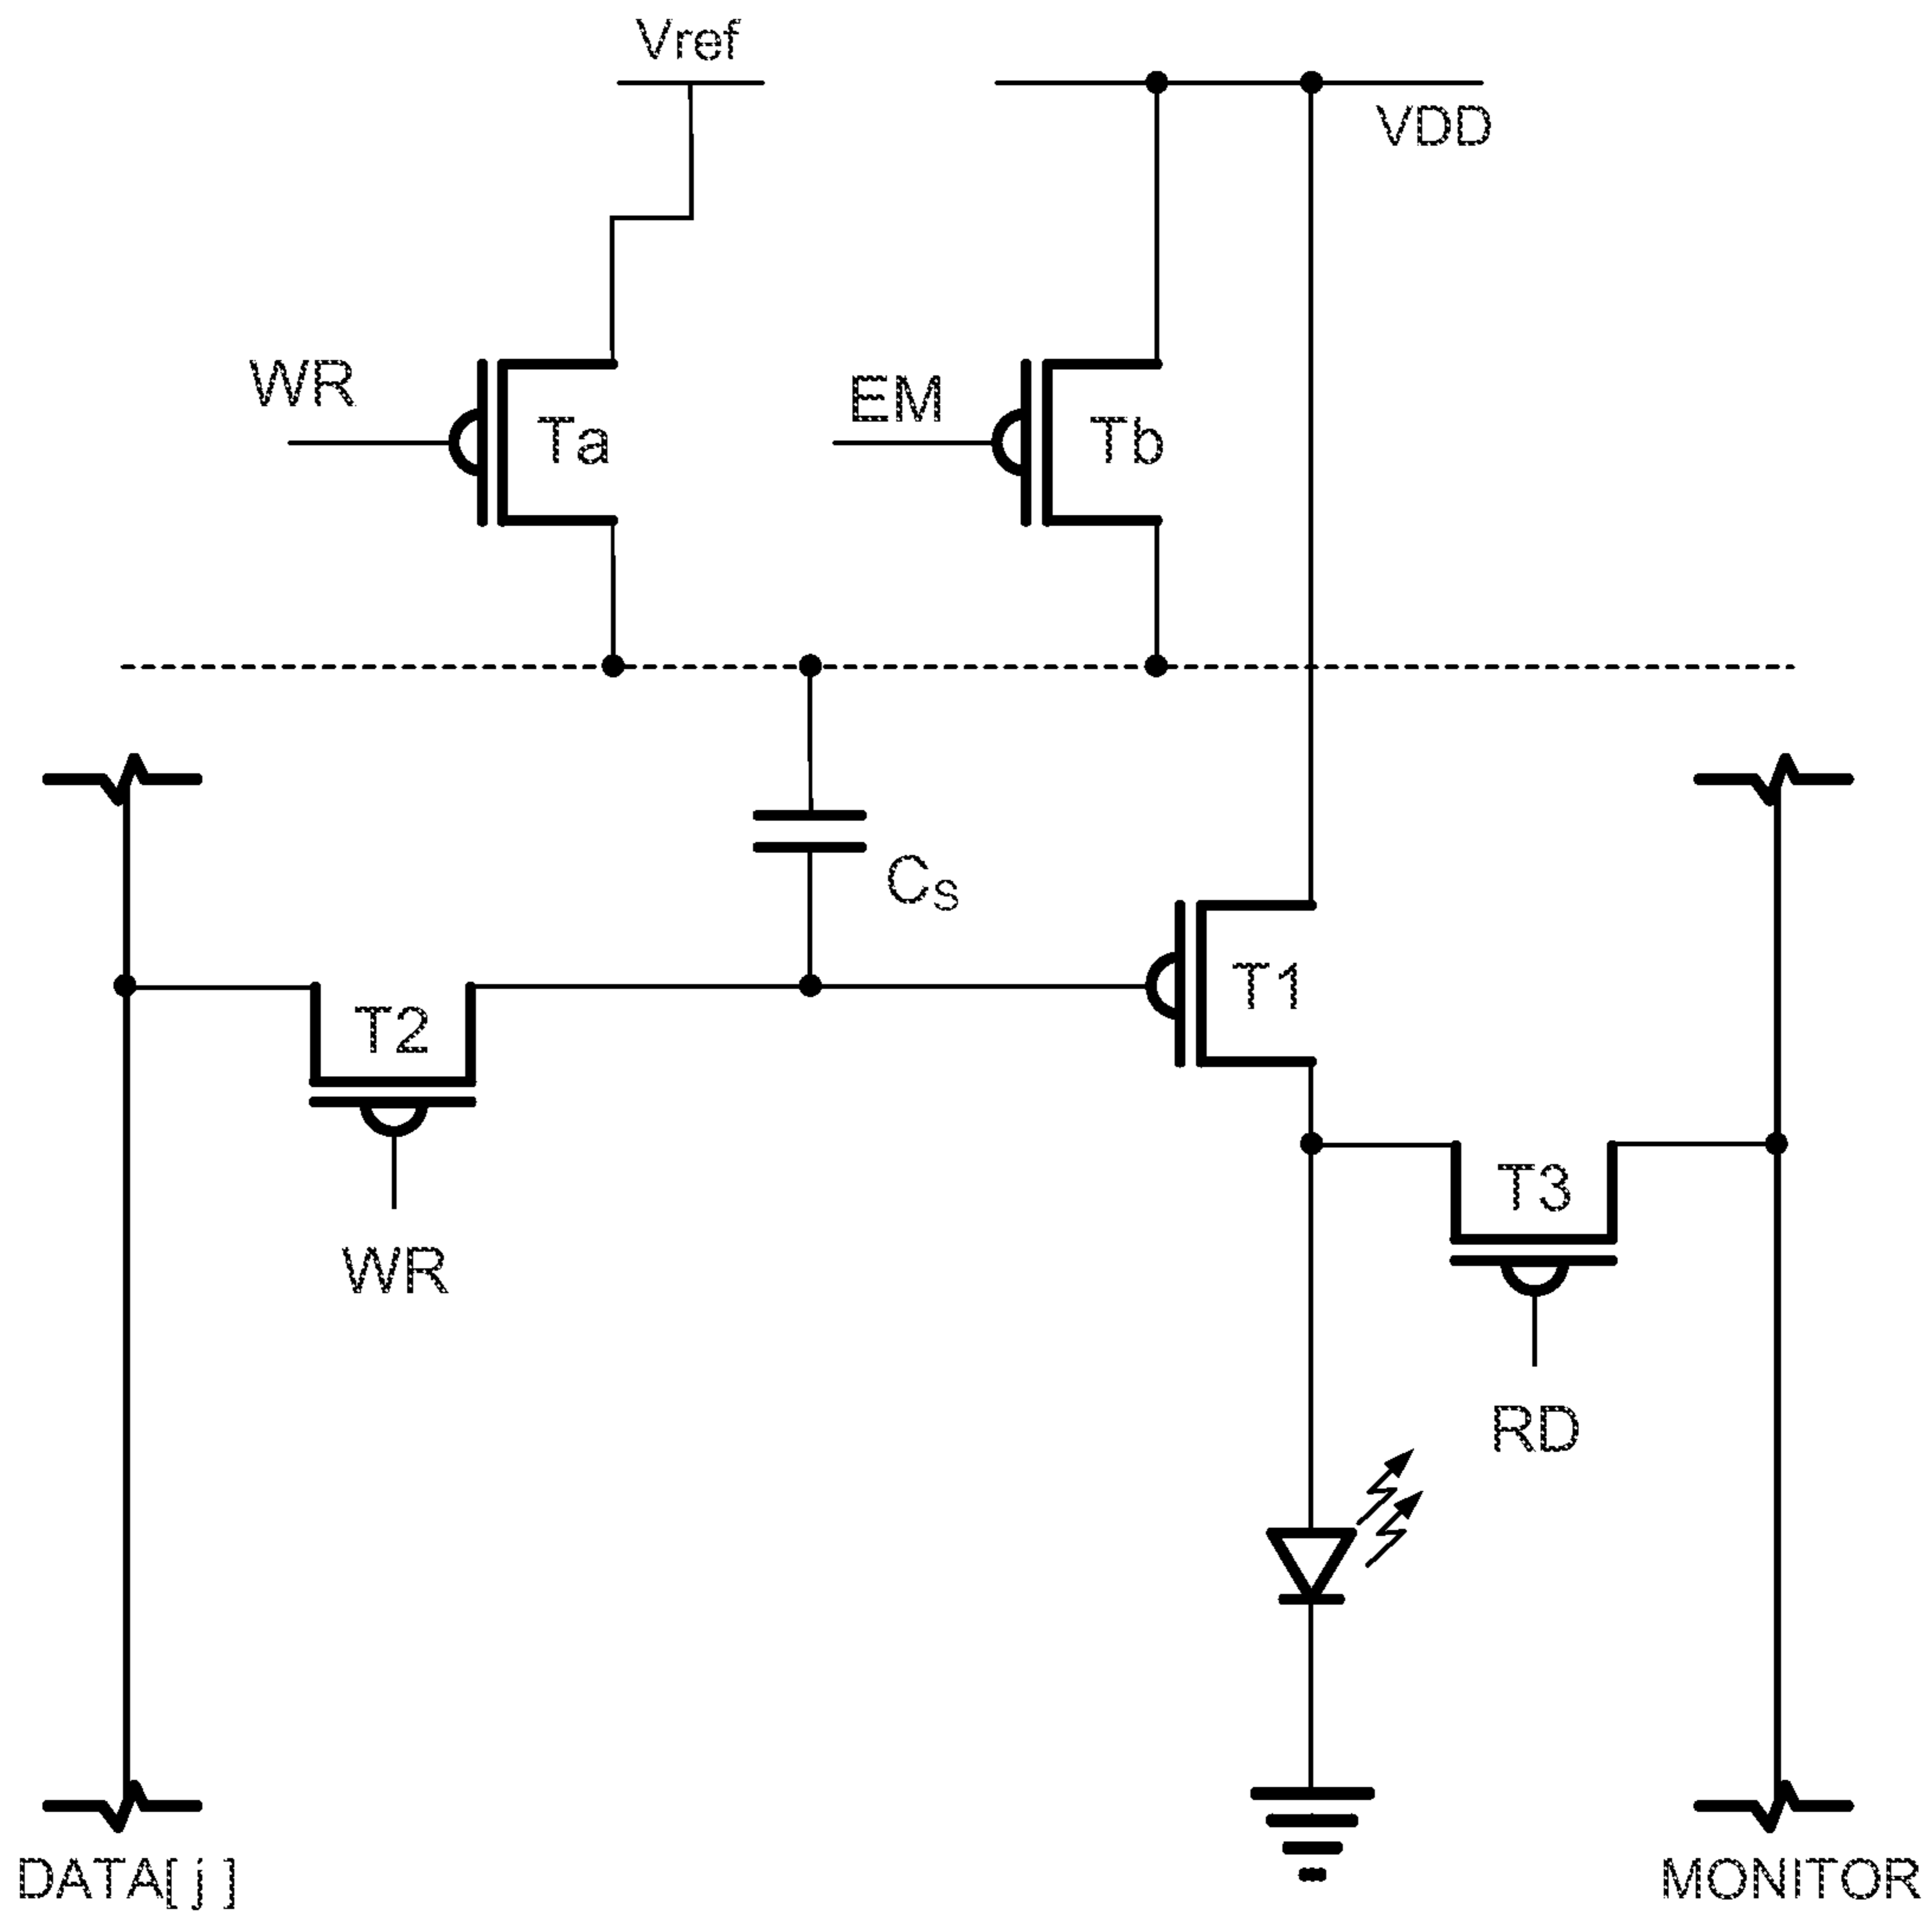 Vref
VDD
WR
EM
Ta
Tb
CS
T1
T2
T3
WR
RD
DATA[ j ]
MONITOR